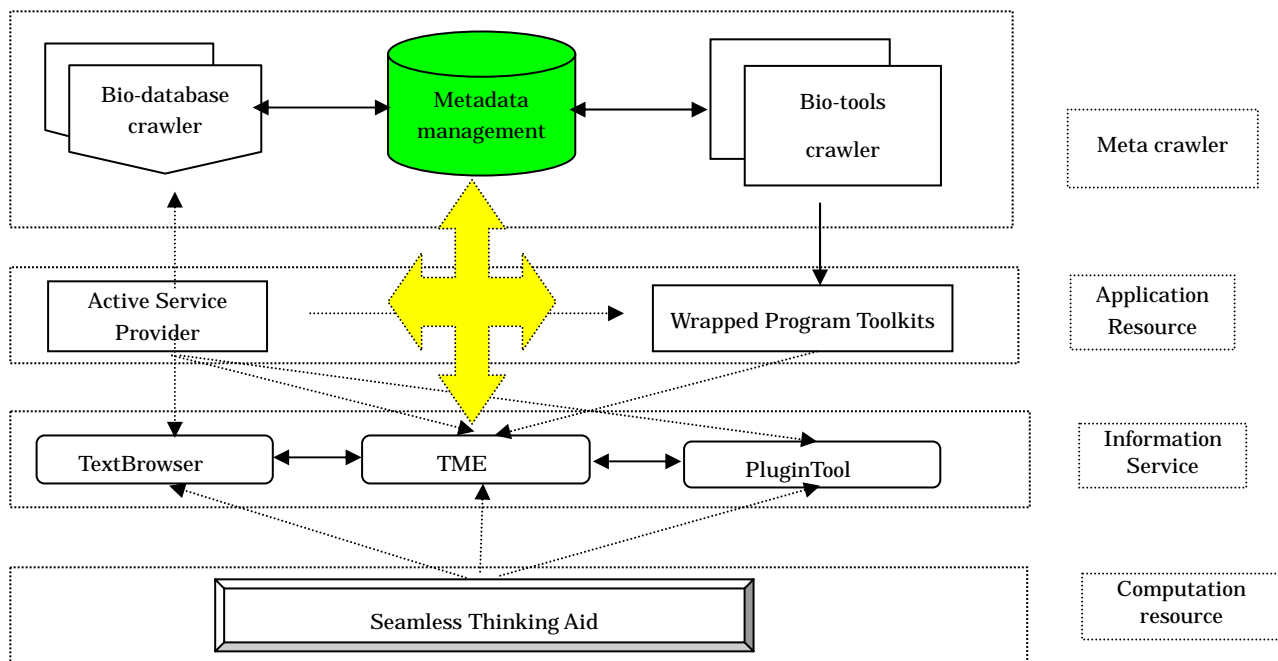 Bio-database
crawler
Metadata
management
Bio-tools
crawler
Meta crawler
Active Service
Provider
Wrapped Program Toolkits
Application
Resource
TextBrowser
TME
PluginTool
Information
Service
Seamless Thinking Aid
Computation
resource